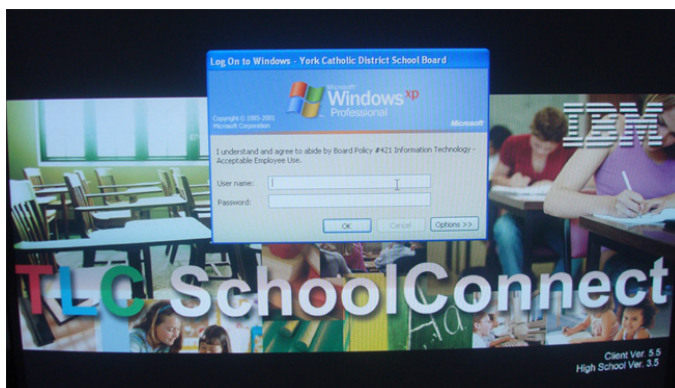 Log On to Windows - York Catholic District School Board
Microsoft
Windows xp
Professional
Copyright © 1985-2001
Microsoft Corporation
Microsoft
IBM
I understand and agree to abide by Board Policy #421 Information Technology -
Acceptable Employee Use.
User name:
Password:
OK
Cancel
Options >>
TLC SchoolConnect
Client Ver. 5.5
High School Ver. 3.5